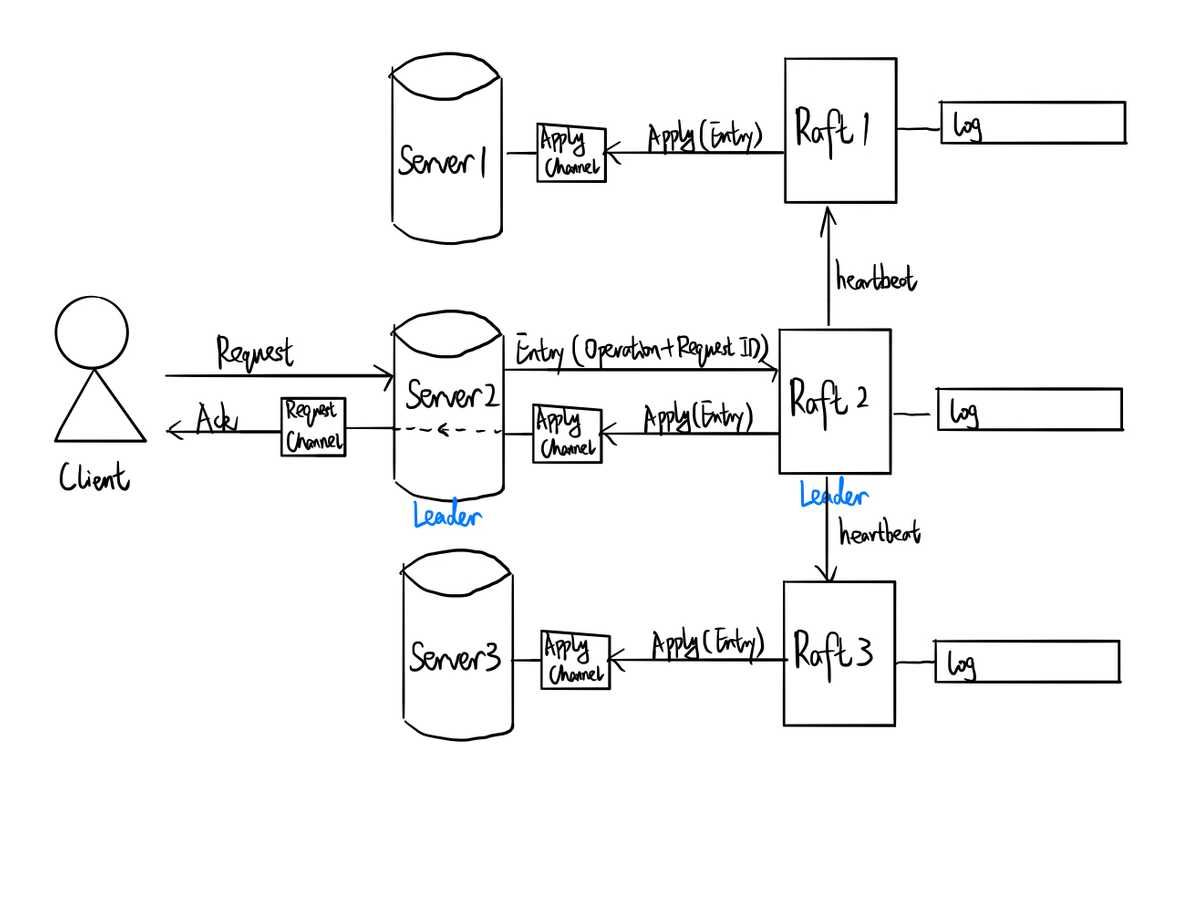 Server1
Apply
Channel
Apply(Entry)
Raft 1
log
heartbeat
Client
Request
Ack
Request
Channel
Server2
Leader
Entry (Operation+Request ID)
Apply
Channel
Apply(Entry)
Raft 2
Leader
log
heartbeat
Server3
Apply
Channel
Apply(Entry)
Raft 3
log